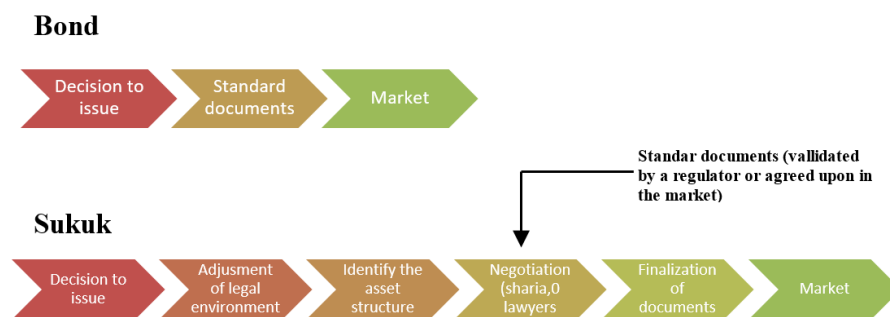 Bond
Decision to
issue
Standard
documents
Market
Standar documents (vallidated
by a regulator or agreed upon in
the market)
Sukuk
Decision to
issue
Adjusment
of legal
environment
Identify the
asset
structure
Negotiation
(sharia,0
lawyers
Finalization
of
documents
Market